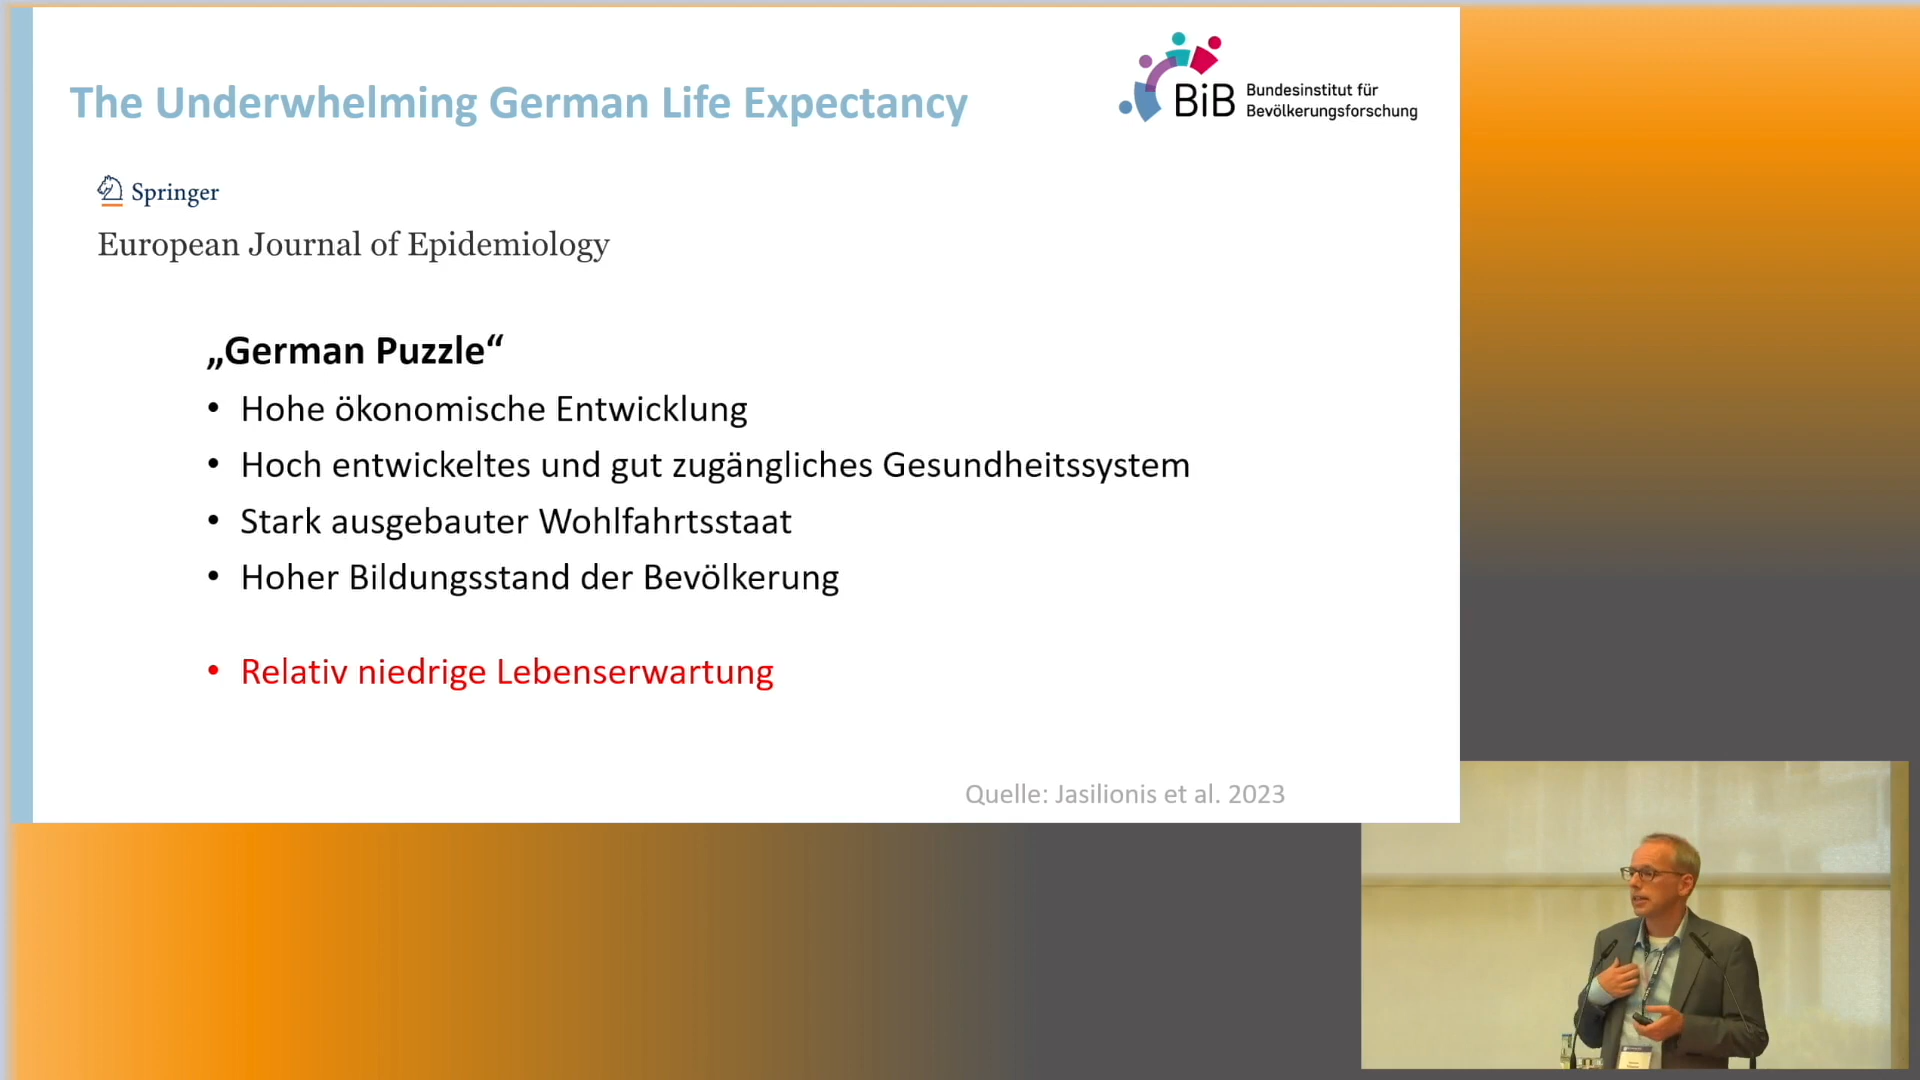 The Underwhelming German Life Expectancy
BiB Bundesinstitut für
Bevölkerungsforschung
Springer
European Journal of Epidemiology
„German Puzzle“
• Hohe ökonomische Entwicklung
• Hoch entwickeltes und gut zugängliches Gesundheitssystem
• Stark ausgebauter Wohlfahrtsstaat
• Hoher Bildungsstand der Bevölkerung
• Relativ niedrige Lebenserwartung
Quelle: Jasilionis et al. 2023